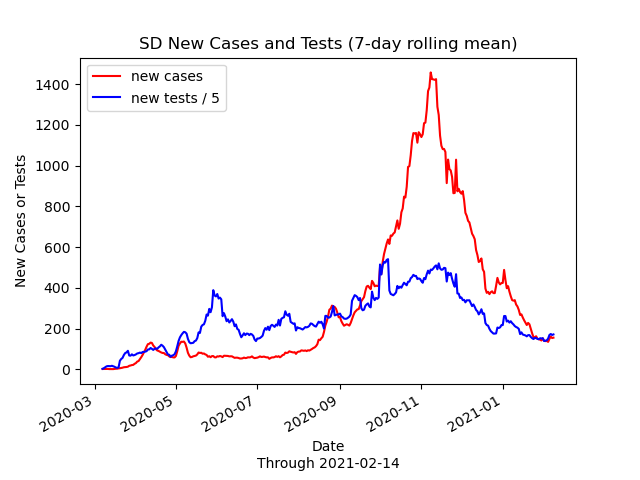 SD New Cases and Tests (7-day rolling mean)
new cases
new tests / 5
New Cases or Tests
1400
1200
1000
800
600
400
200
0
2020-03
2020-05
2020-07
2020-09
2020-11
2021-01
Date
Through 2021-02-14